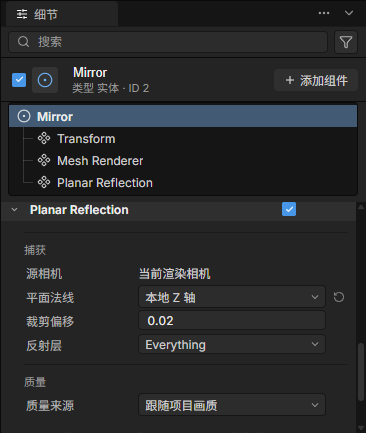 细节
搜索
Mirror
类型 实体 · ID 2
+ 添加组件
Mirror
Transform
Mesh Renderer
Planar Reflection
Planar Reflection
捕获
源相机 当前渲染相机
平面法线 本地 Z 轴
裁剪偏移 0.02
反射层 Everything
质量
质量来源 跟随项目画质